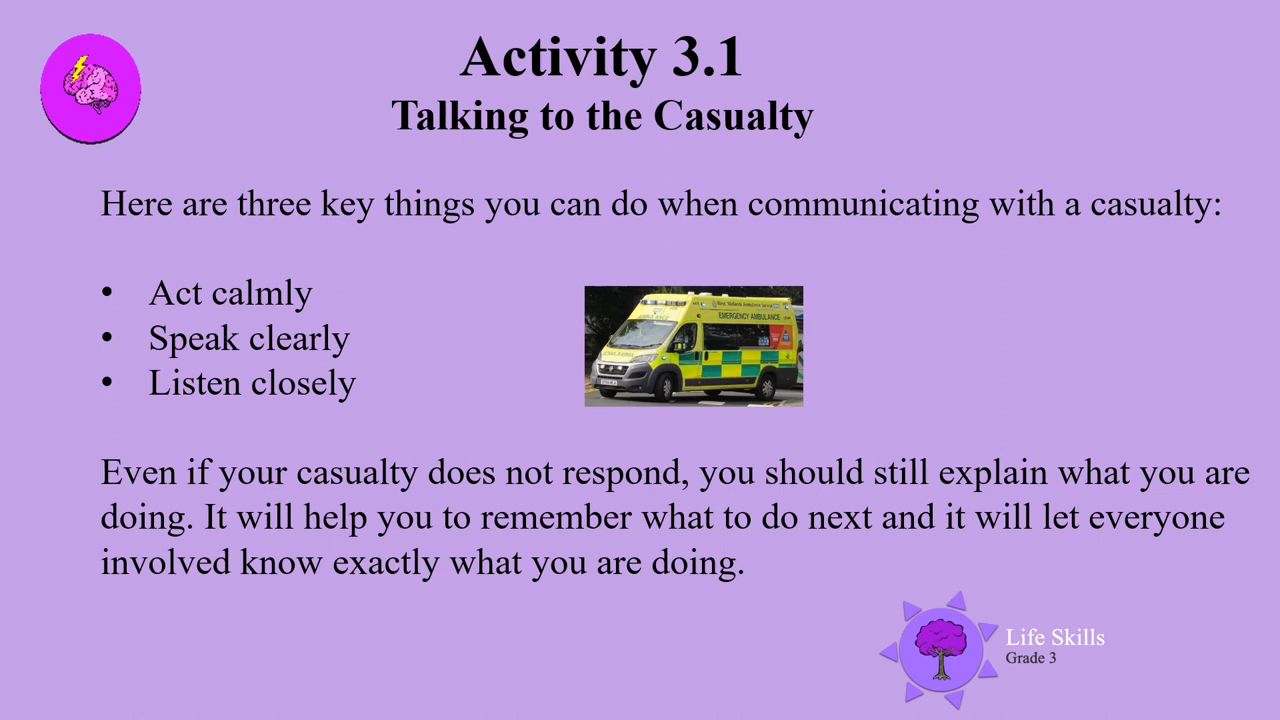 Activity 3.1
Talking to the Casualty
Here are three key things you can do when communicating with a casualty:
• Act calmly
• Speak clearly
• Listen closely
EMERGENCY AMBULANCE
Even if your casualty does not respond, you should still explain what you are
doing. It will help you to remember what to do next and it will let everyone
involved know exactly what you are doing.
Life Skills
Grade 3